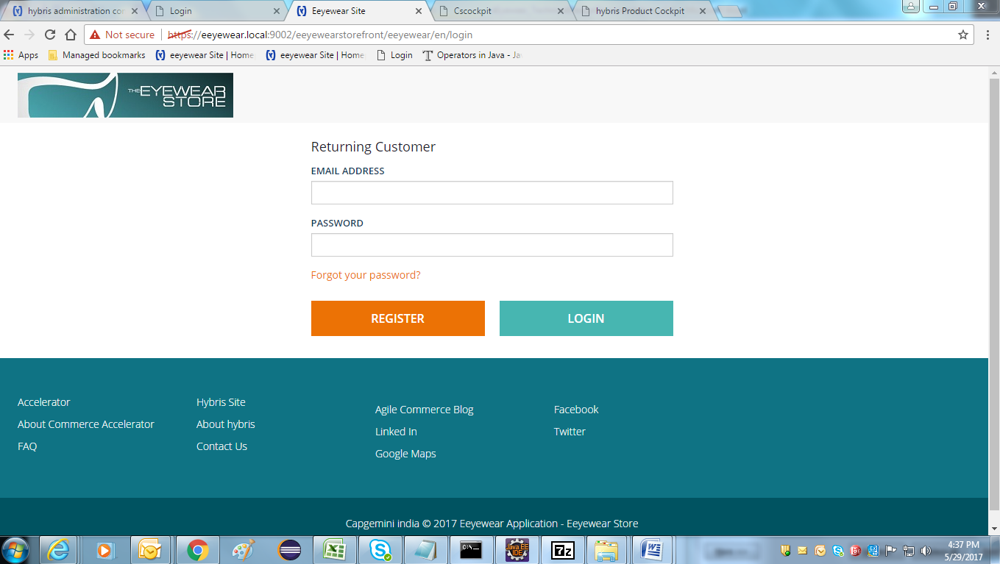 hybris administration co
Login
Eeyewear Site
Cscockpit
hybris Product Cockpit
Not secure
https://eeyewear.local:9002/eeyewearstorefront/eeyewear/en/login
Apps
Managed bookmarks
eeyewear Site | Home
eeyewear Site | Home
Login
Operators in Java - Ja
THE EYEWEAR
STORE
Returning Customer
EMAIL ADDRESS
PASSWORD
Forgot your password?
REGISTER
LOGIN
Accelerator
About Commerce Accelerator
FAQ
Hybris Site
About hybris
Contact Us
Agile Commerce Blog
Linked In
Google Maps
Facebook
Twitter
Capgemini india © 2017 Eeyewear Application - Eeyewear Store
Java EE
IDE
7z
4:37 PM
5/29/2017